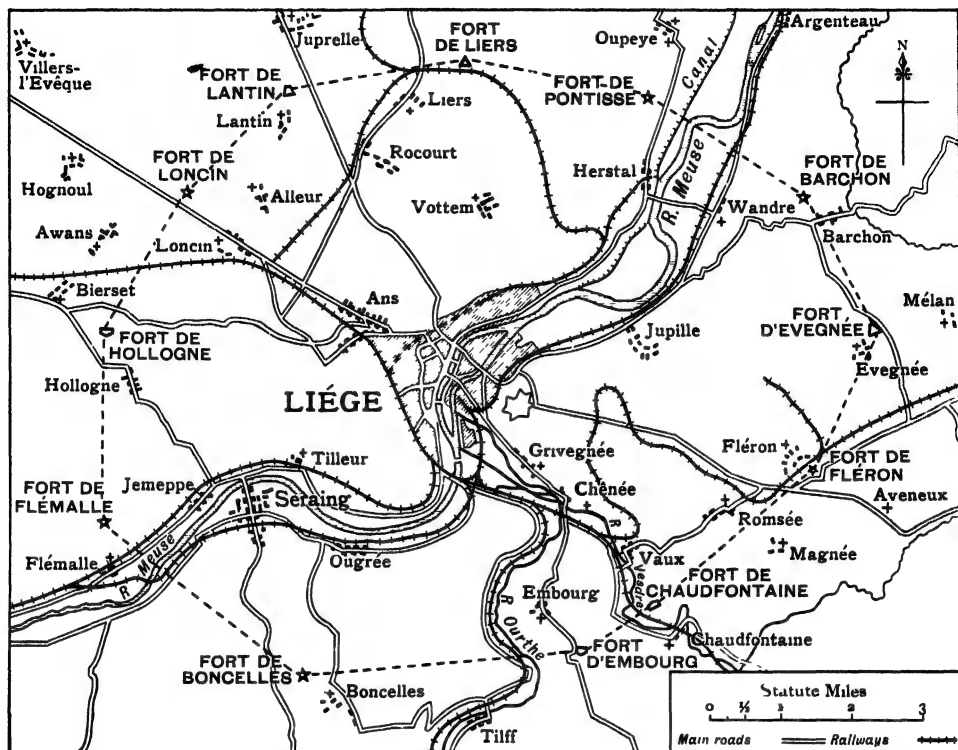 Juprelle
FORT
DE LIERS
Oupeye
Argenteau
Villers-
l'Evéque
FORT DE
LANTIN
Liers
FORT-DE
PONTISSE
Canal
N
Lantin
Rocourt
FORT DE
LONCIN
Herstal
R. Meuse
FORT DE
BARCHON
Hognoul
Alleur
Vottem
Wandre
Awans
Loncin
Barchon
Bierset
Ans
Mélan
FORT DE
HOLLOGNE
Jupille
FORT
D'EVEGNÉE
Evegnée
Hollogne
LIÉGE
Grivegnée
Fléron
FORT DE
FLÉRON
Tilleur
FORT DE
FLÉMALLE
Jemeppe
Seraing
Chênée
Aveneux
Romsée
R. Meuse
Ougrée
R
Vesdre
Vaux
Magnée
Flémalle
FORT DE
CHAUDFONTAINE
Embourg
R Ourthe
FORT
D'EMBOURG
Chaudfontaine
FORT DE
BONCELLES
Boncelles
Tilff
Statute Miles
0 ½ 1 2 3
Main roads Railways